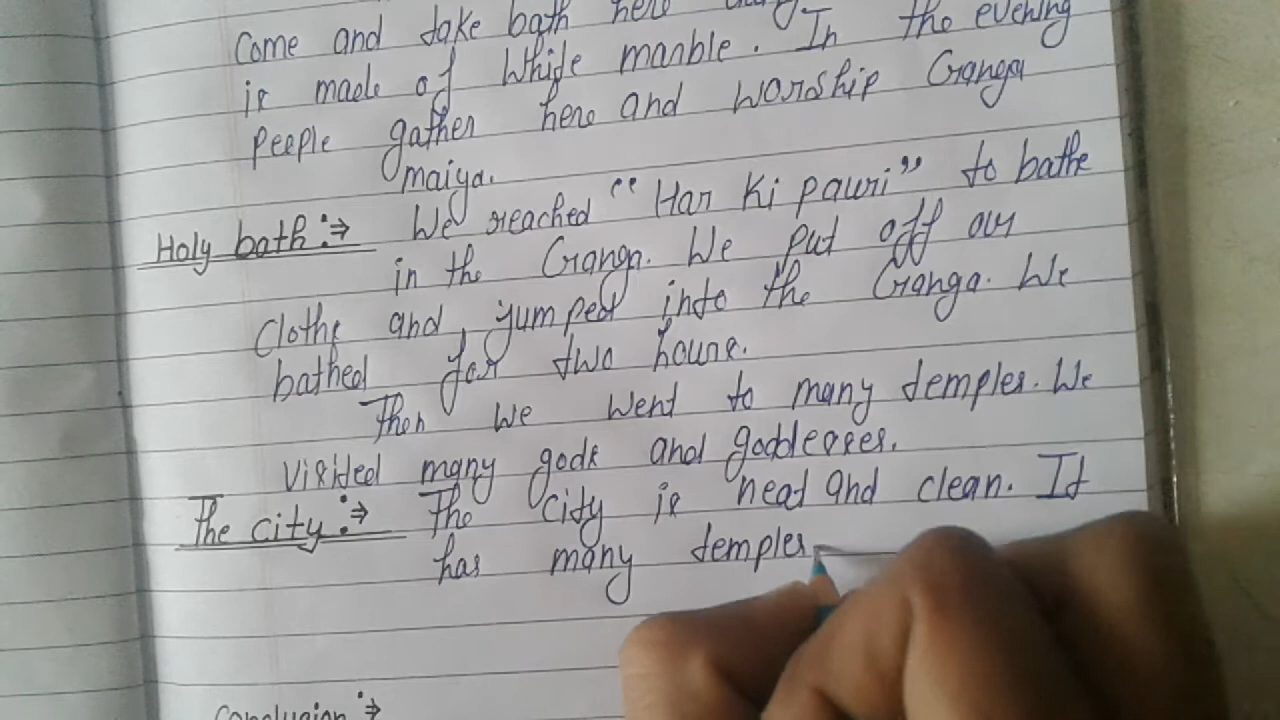 Come and take bath here
is made of White marble. In the evening
people gather here and worship Ganga
maiya.
Holy bath :⇒ We reached "Har Ki pauri" to bathe
in the Ganga. We put off our
Clothe and, jumped into the Ganga. We
bathed for two hours.
Then we went to many temples. We
Visited many gods and goddesses.
The city :⇒ The city is neat and clean. It
has many temples
Conclusion :⇒